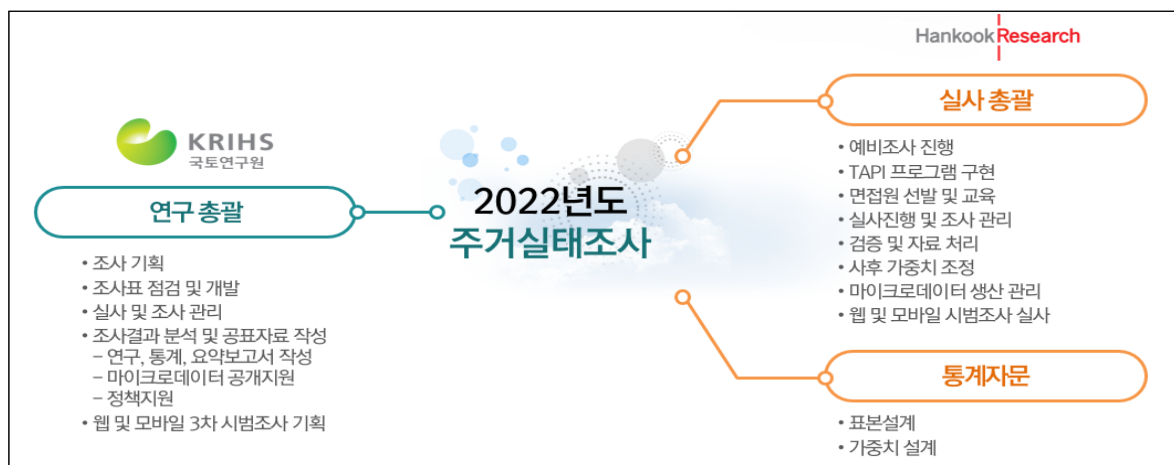 KRIHS
국토연구원
연구 총괄
• 조사 기획
• 조사표 점검 및 개발
• 실사 및 조사 관리
• 조사결과 분석 및 공표자료 작성
– 연구, 통계, 요약보고서 작성
– 마이크로데이터 공개지원
– 정책지원
• 웹 및 모바일 3차 시범조사 기획
2022년도
주거실태조사
Hankook Research
실사 총괄
• 예비조사 진행
• TAPI 프로그램 구현
• 면접원 선발 및 교육
• 실사진행 및 조사 관리
• 검증 및 자료 처리
• 사후 가중치 조정
• 마이크로데이터 생산 관리
• 웹 및 모바일 시범조사 실사
통계자문
• 표본설계
• 가중치 설계